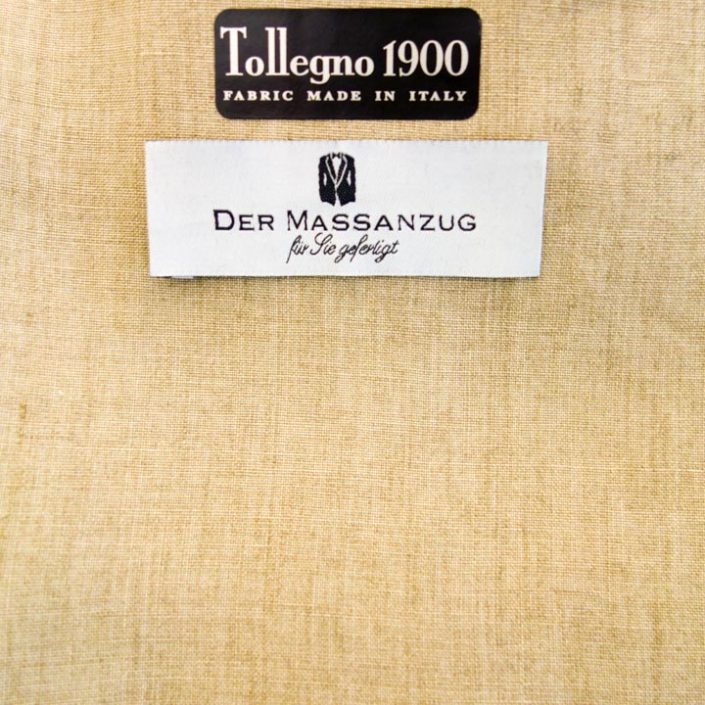 Tollegno 1900
FABRIC MADE IN ITALY
DER MASSANZUG
für Sie gefertigt